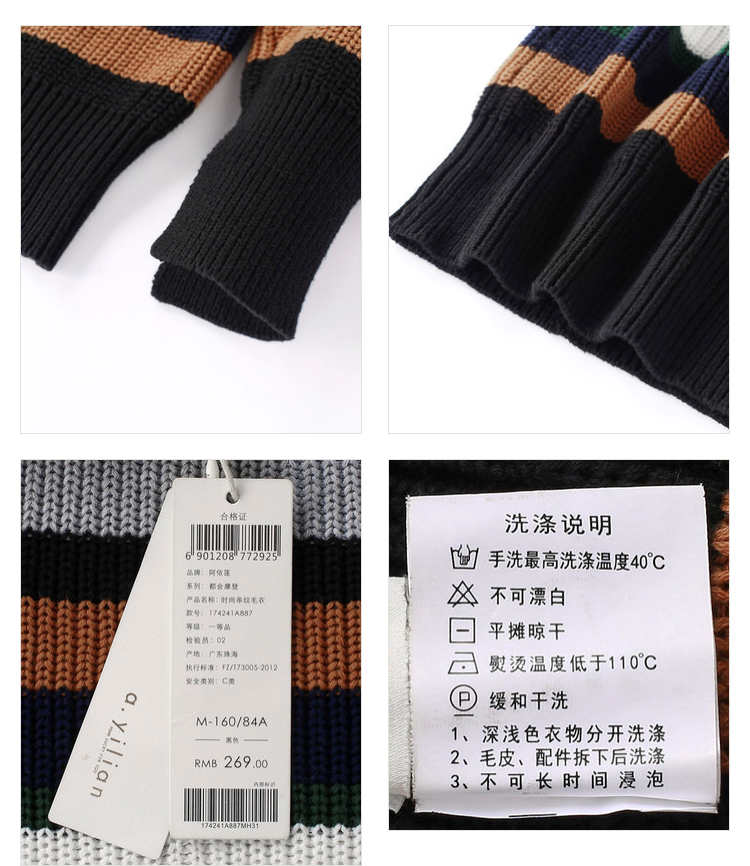 合格证
6 901208 772925
品牌: 阿依莲
系列: 都会摩登
产品名称: 时尚条纹毛衣
款号: 174241A887
等级: 一等品
检验员: 02
产地: 广东珠海
执行标准: FZ/T73005-2012
安全类别: C类
M-160/84A
黑色
RMB 269.00
内部标识
174241A887MH31
a.yilian
洗涤说明
手洗最高洗涤温度40℃
不可漂白
平摊晾干
熨烫温度低于110℃
P 缓和干洗
1、深浅色衣物分开洗涤
2、毛皮、配件拆下后洗涤
3、不可长时间浸泡